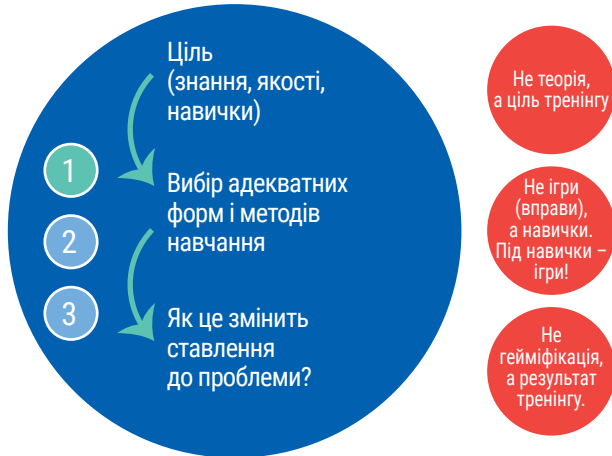 Ціль
(знання, якості,
навички)
1
Вибір адекватних
форм і методів
навчання
2
3
Як це змінить
ставлення
до проблеми?
Не теорія,
а ціль тренінгу
Не ігри
(вправи),
а навички.
Під навички –
ігри!
Не
гейміфікація,
а результат
тренінгу.